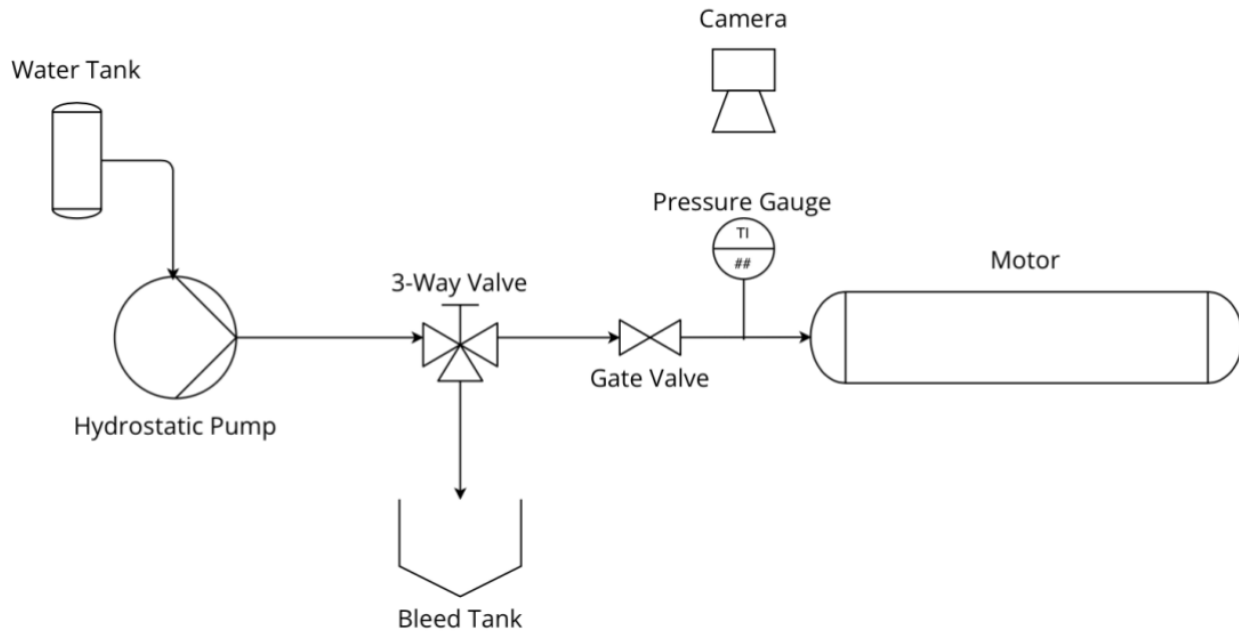 Camera
Water Tank
Pressure Gauge
TI
##
Motor
3-Way Valve
Gate Valve
Hydrostatic Pump
Bleed Tank